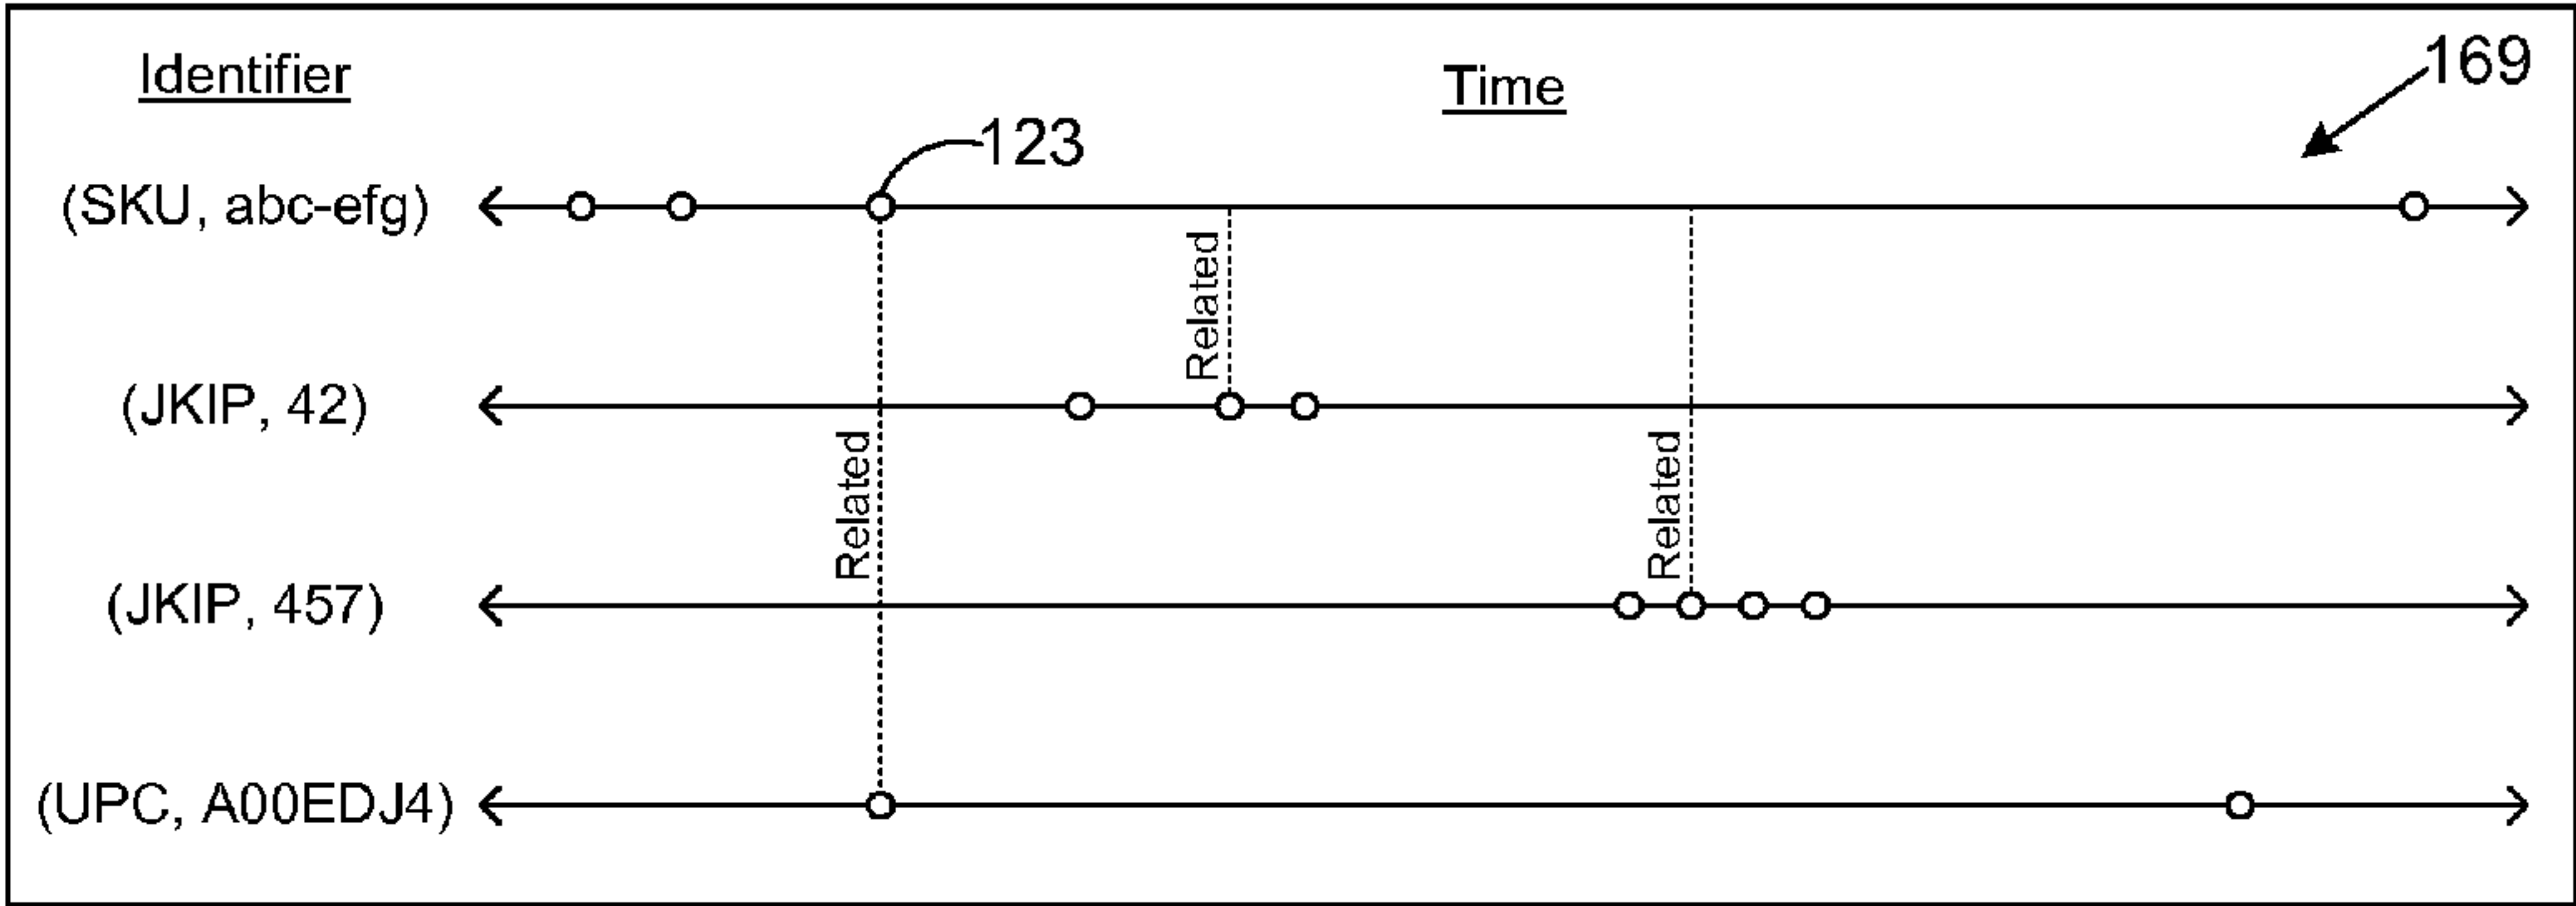 Identifier
Time
169
123
(SKU, abc-efg)
Related
(JKIP, 42)
Related
Related
(JKIP, 457)
(UPC, A00EDJ4)